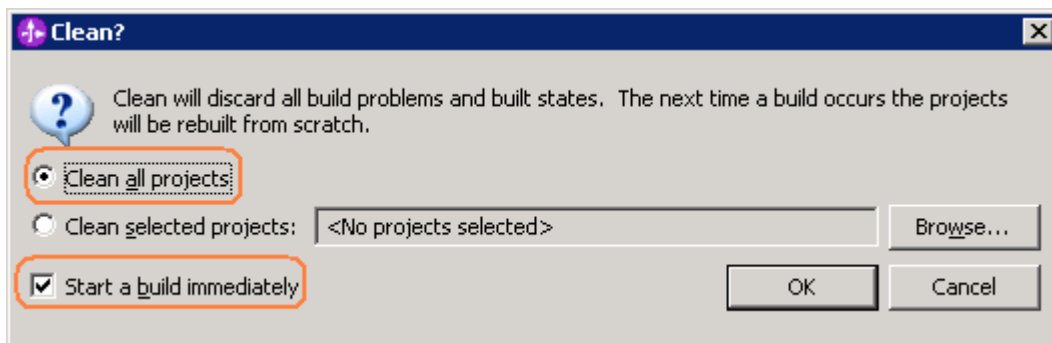 Clean?
Clean will discard all build problems and built states. The next time a build occurs the projects
will be rebuilt from scratch.
Clean all projects
Clean selected projects: <No projects selected> Browse...
Start a build immediately OK Cancel